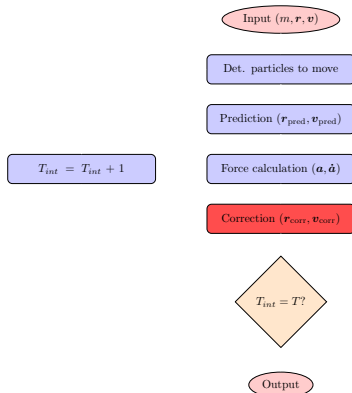 Input (m, r, v)
Det. particles to move
Prediction (r_pred, v_pred)
T_int = T_int + 1
Force calculation (a, ȧ)
Correction (r_corr, v_corr)
T_int = T?
Output